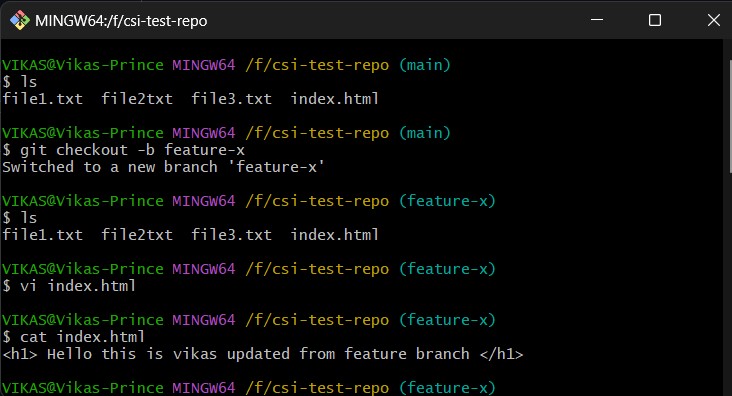 MINGW64:/f/csi-test-repo
VIKAS@Vikas-Prince MINGW64 /f/csi-test-repo (main)
$ ls
file1.txt  file2txt  file3.txt  index.html
VIKAS@Vikas-Prince MINGW64 /f/csi-test-repo (main)
$ git checkout -b feature-x
Switched to a new branch 'feature-x'
VIKAS@Vikas-Prince MINGW64 /f/csi-test-repo (feature-x)
$ ls
file1.txt  file2txt  file3.txt  index.html
VIKAS@Vikas-Prince MINGW64 /f/csi-test-repo (feature-x)
$ vi index.html
VIKAS@Vikas-Prince MINGW64 /f/csi-test-repo (feature-x)
$ cat index.html
<h1> Hello this is vikas updated from feature branch </h1>
VIKAS@Vikas-Prince MINGW64 /f/csi-test-repo (feature-x)